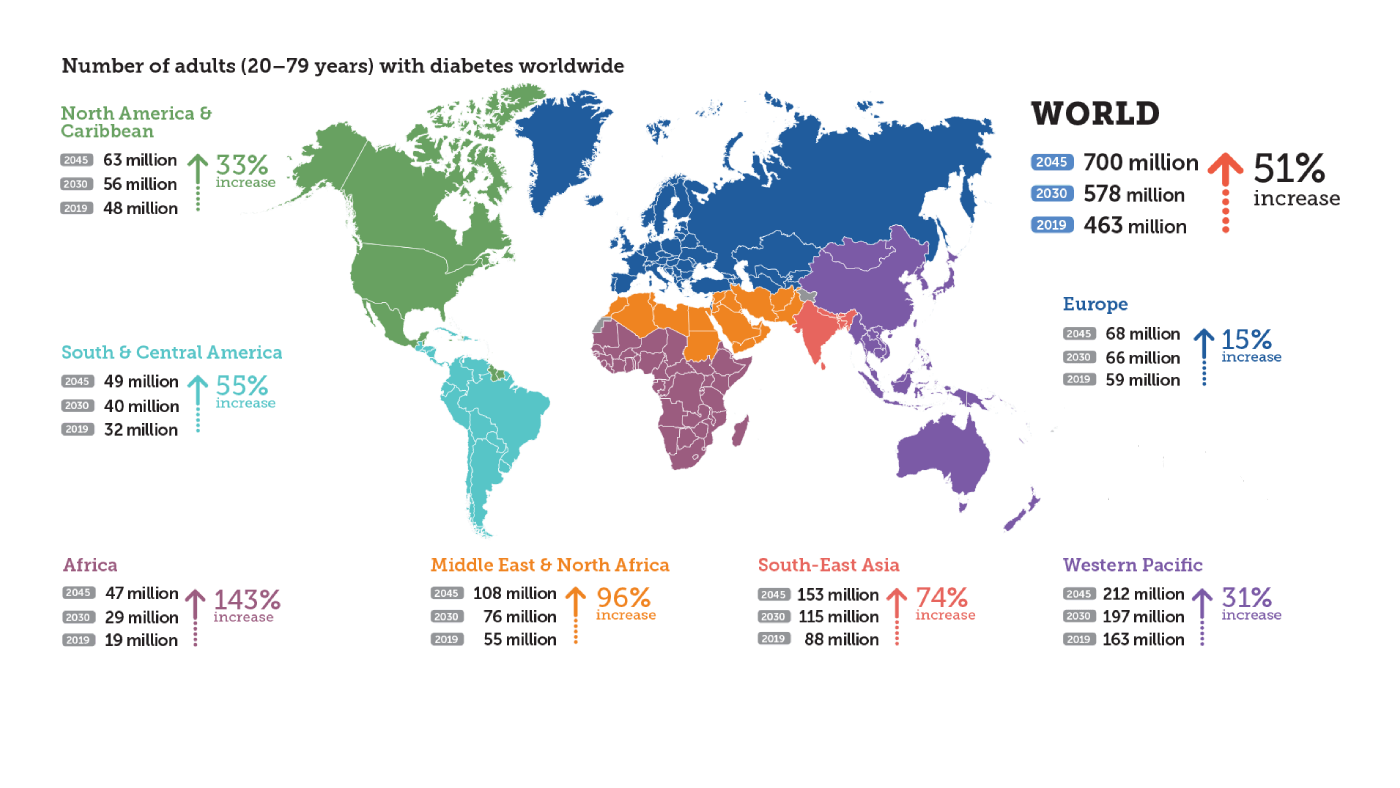 Number of adults (20–79 years) with diabetes worldwide
North America &
Caribbean
2045 63 million
2030 56 million
2019 48 million
33%
increase
WORLD
2045 700 million
2030 578 million
2019 463 million
51%
increase
South & Central America
2045 49 million
2030 40 million
2019 32 million
55%
increase
Europe
2045 68 million
2030 66 million
2019 59 million
15%
increase
Africa
2045 47 million
2030 29 million
2019 19 million
143%
increase
Middle East & North Africa
2045 108 million
2030 76 million
2019 55 million
96%
increase
South-East Asia
2045 153 million
2030 115 million
2019 88 million
74%
increase
Western Pacific
2045 212 million
2030 197 million
2019 163 million
31%
increase